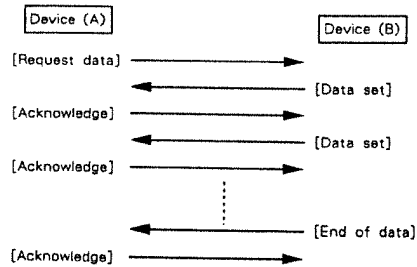 Device (A)
Device (B)
[Request data]
[Data set]
[Acknowledge]
[Data set]
[Acknowledge]
[End of data]
[Acknowledge]